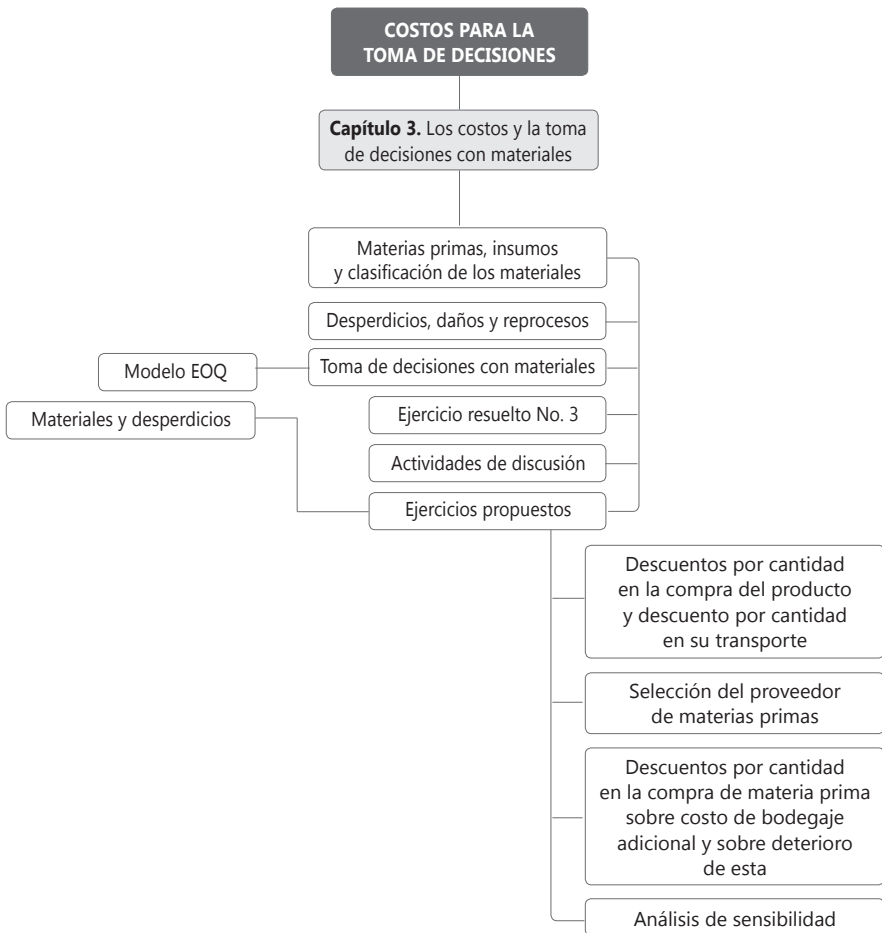 COSTOS PARA LA
TOMA DE DECISIONES
Capítulo 3. Los costos y la toma
de decisiones con materiales
Materias primas, insumos
y clasificación de los materiales
Desperdicios, daños y reprocesos
Modelo EOQ
Toma de decisiones con materiales
Materiales y desperdicios
Ejercicio resuelto No. 3
Actividades de discusión
Ejercicios propuestos
Descuentos por cantidad
en la compra del producto
y descuento por cantidad
en su transporte
Selección del proveedor
de materias primas
Descuentos por cantidad
en la compra de materia prima
sobre costo de bodegaje
adicional y sobre deterioro
de esta
Análisis de sensibilidad